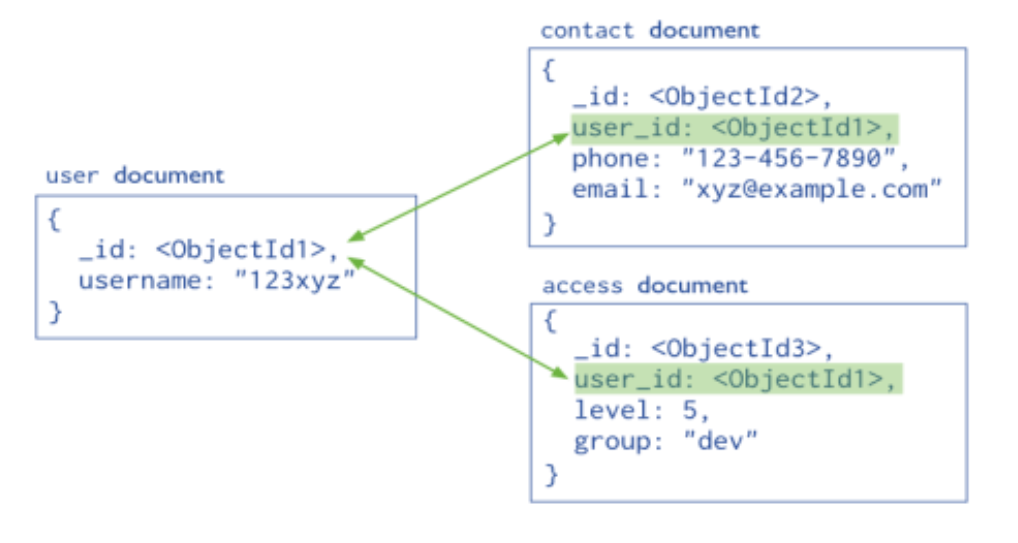 user document
{
_id: <ObjectId1>,
username: "123xyz"
}
contact document
{
_id: <ObjectId2>,
user_id: <ObjectId1>,
phone: "123-456-7890",
email: "xyz@example.com"
}
access document
{
_id: <ObjectId3>,
user_id: <ObjectId1>,
level: 5,
group: "dev"
}